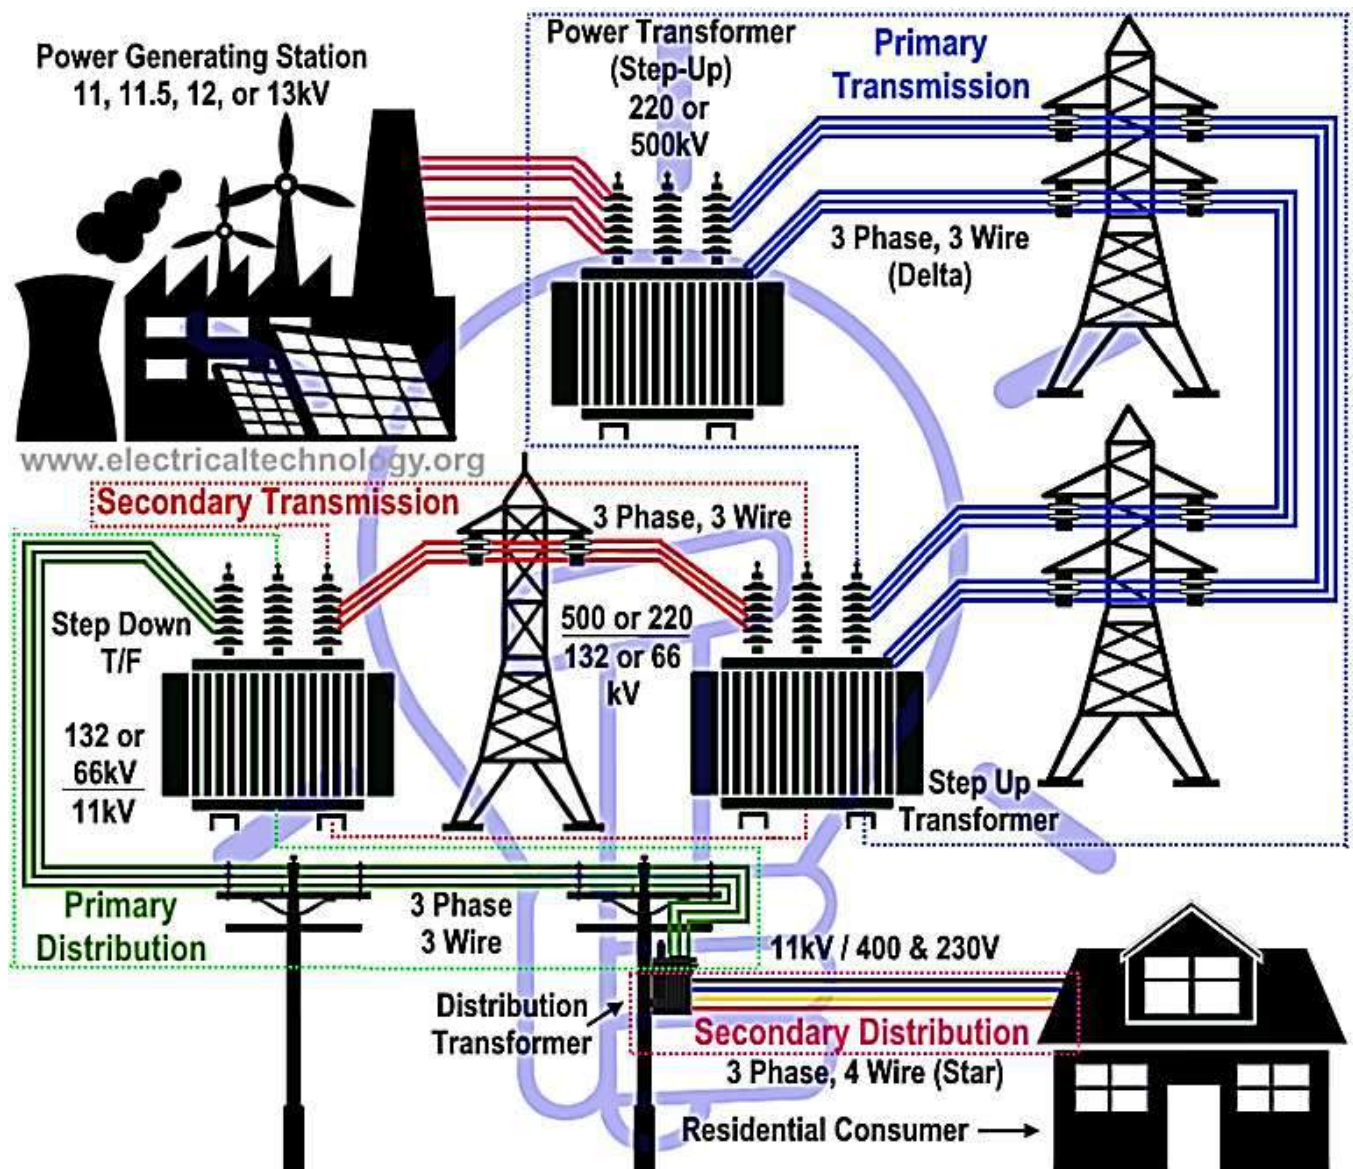 Power Generating Station
11, 11.5, 12, or 13kV
Power Transformer
(Step-Up)
220 or
500kV
Primary
Transmission
3 Phase, 3 Wire
(Delta)
www.electricaltechnology.org
Secondary Transmission
3 Phase, 3 Wire
Step Down
T/F
132 or
66kV
11kV
500 or 220
132 or 66
kV
Step Up
Transformer
Primary
Distribution
3 Phase
3 Wire
11kV / 400 & 230V
Distribution
Transformer
Secondary Distribution
3 Phase, 4 Wire (Star)
Residential Consumer